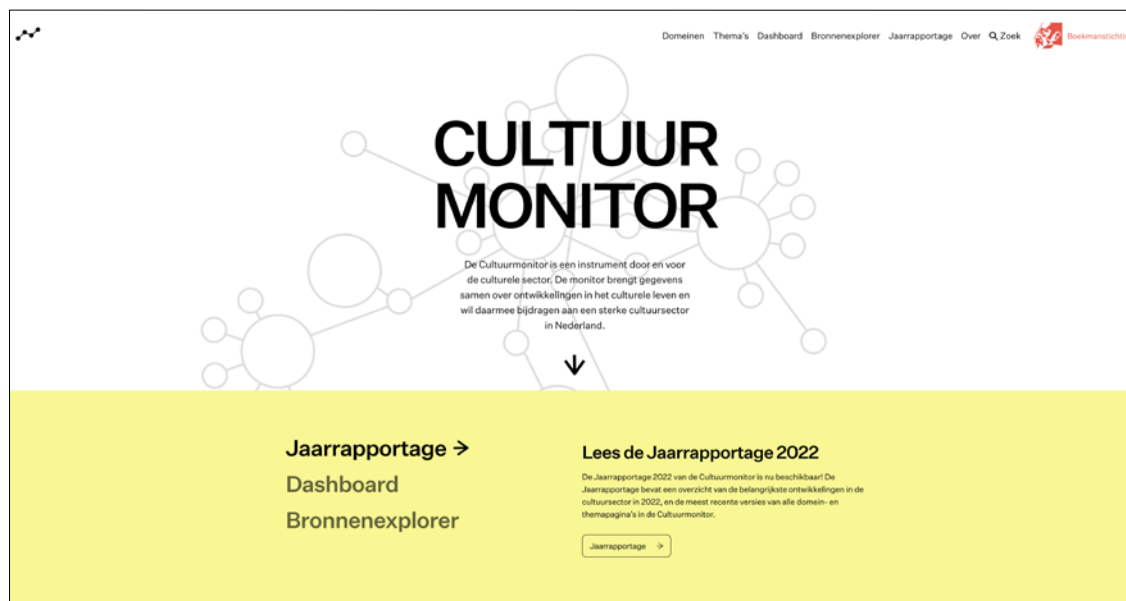 Domeinen Thema's Dashboard Bronnenexplorer Jaarrapportage Over Zoek Boekmanstichti
CULTUUR
MONITOR
De Cultuurmonitor is een instrument door en voor
de culturele sector. De monitor brengt gegevens
samen over ontwikkelingen in het culturele leven en
wil daarmee bijdragen aan een sterke cultuursector
in Nederland.
Jaarrapportage
Dashboard
Bronnenexplorer
Lees de Jaarrapportage 2022
De Jaarrapportage 2022 van de Cultuurmonitor is nu beschikbaar! De
Jaarrapportage bevat een overzicht van de belangrijkste ontwikkelingen in de
cultuursector in 2022, en de meest recente versies van alle domein- en
themapagina's in de Cultuurmonitor.
Jaarrapportage